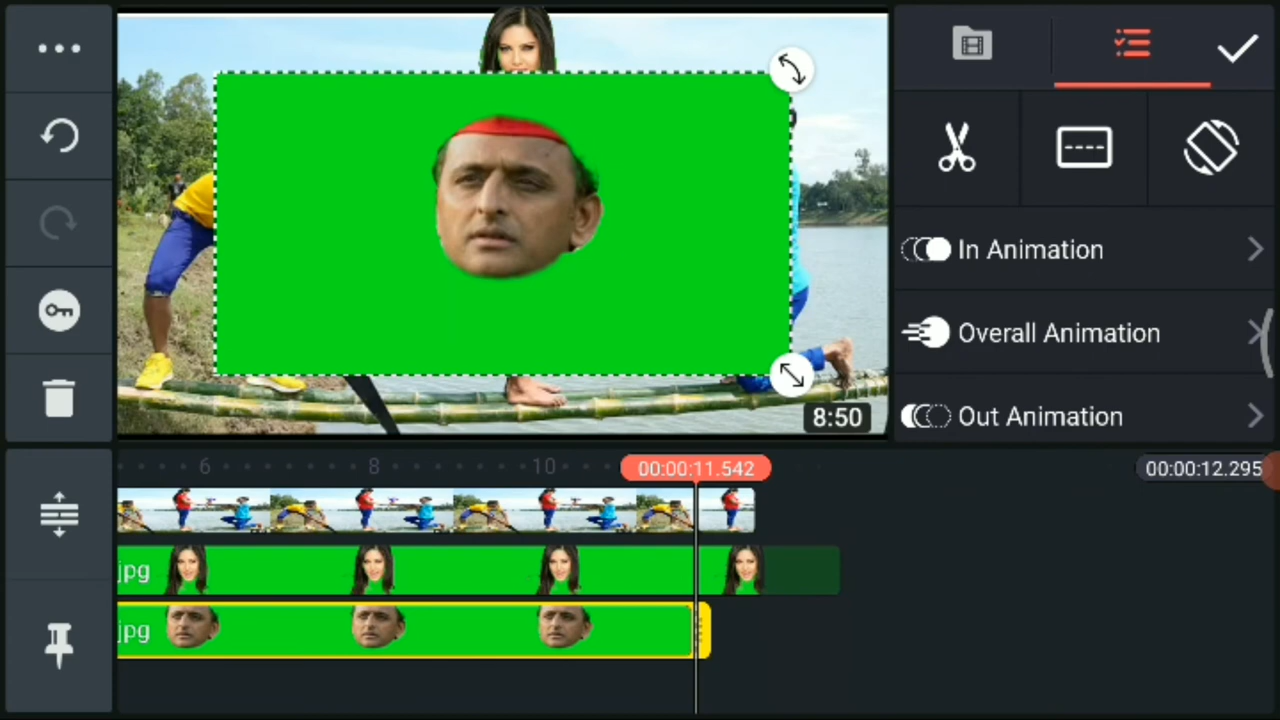 In Animation
Overall Animation
Out Animation
8:50
6
8
10
00:00:11.542
00:00:12.295
jpg
jpg